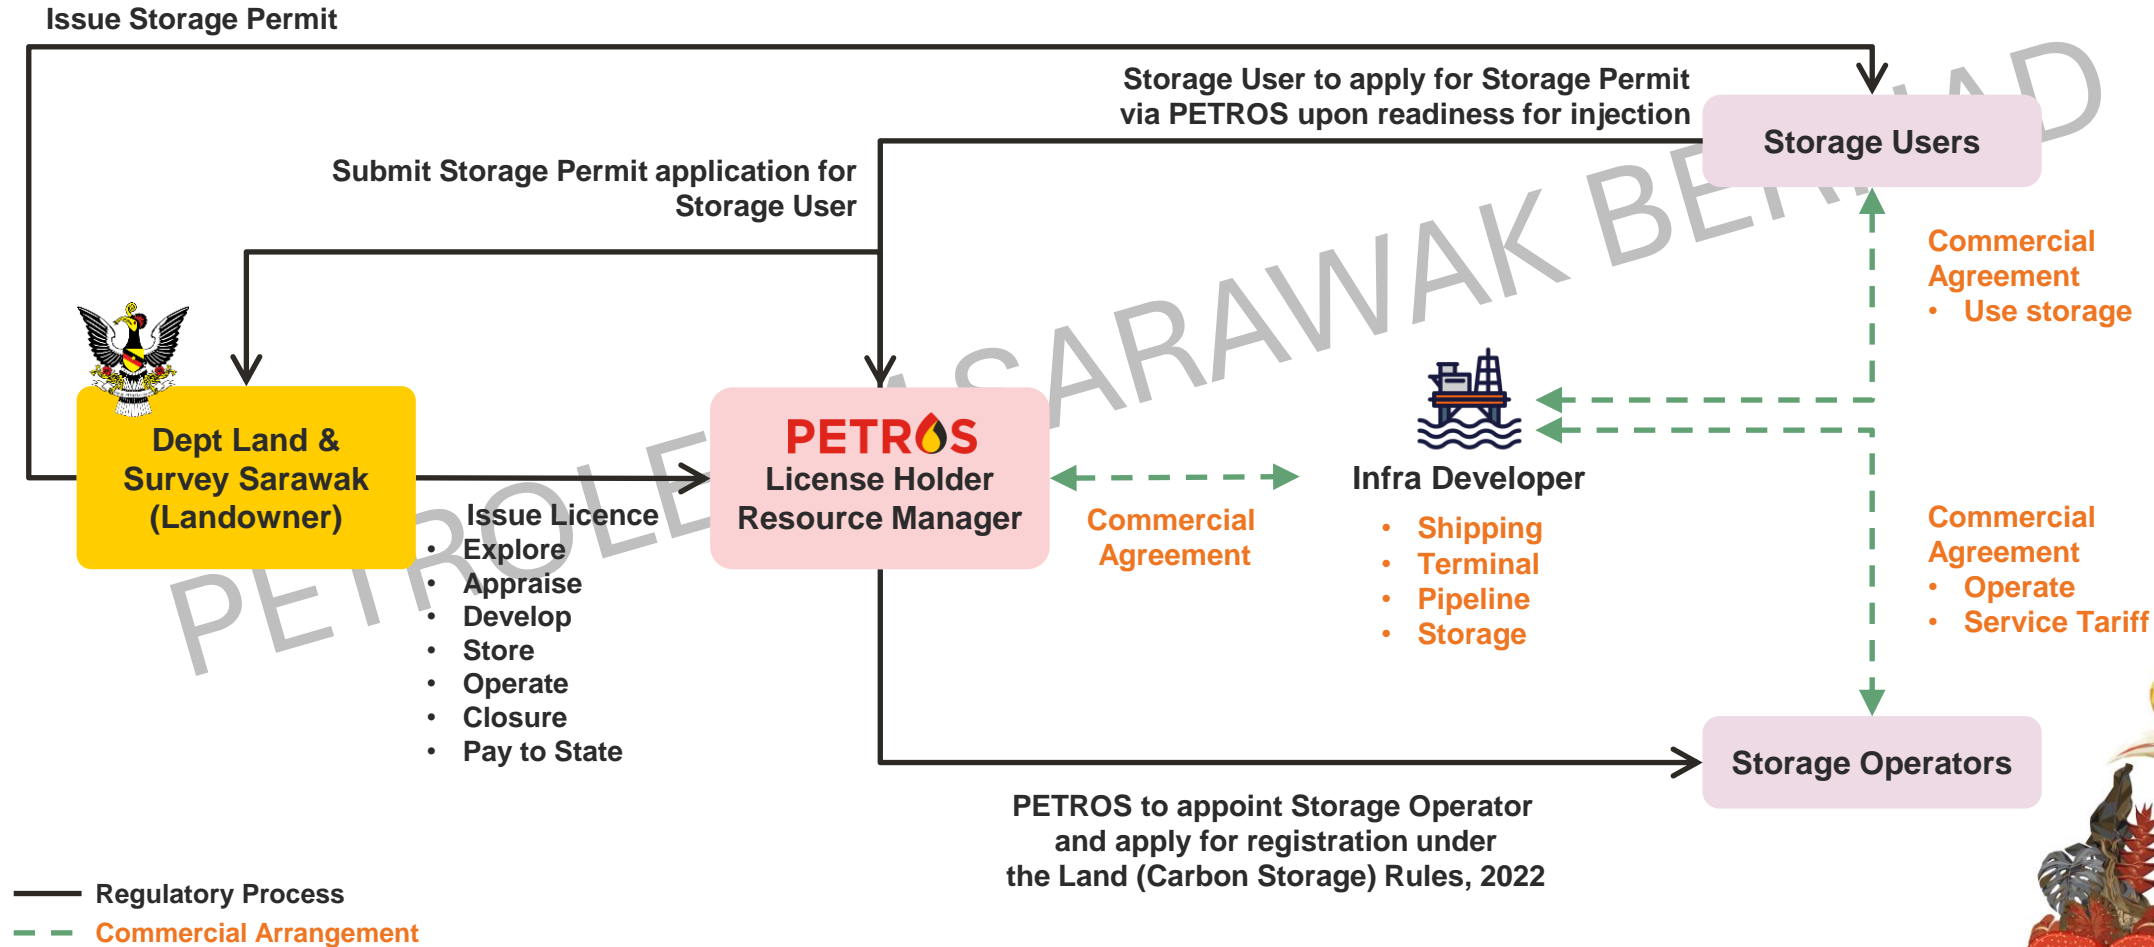 Issue Storage Permit
Storage User to apply for Storage Permit
via PETROS upon readiness for injection
Storage Users
Submit Storage Permit application for
Storage User
Commercial
Agreement
• Use storage
Dept Land &
Survey Sarawak
(Landowner)
PETROS
License Holder
Resource Manager
Issue Licence
• Explore
• Appraise
• Develop
• Store
• Operate
• Closure
• Pay to State
Commercial
Agreement
Infra Developer
• Shipping
• Terminal
• Pipeline
• Storage
Commercial
Agreement
• Operate
• Service Tariff
Storage Operators
PETROS to appoint Storage Operator
and apply for registration under
the Land (Carbon Storage) Rules, 2022
Regulatory Process
Commercial Arrangement
PETROLEUM SARAWAK BERHAD